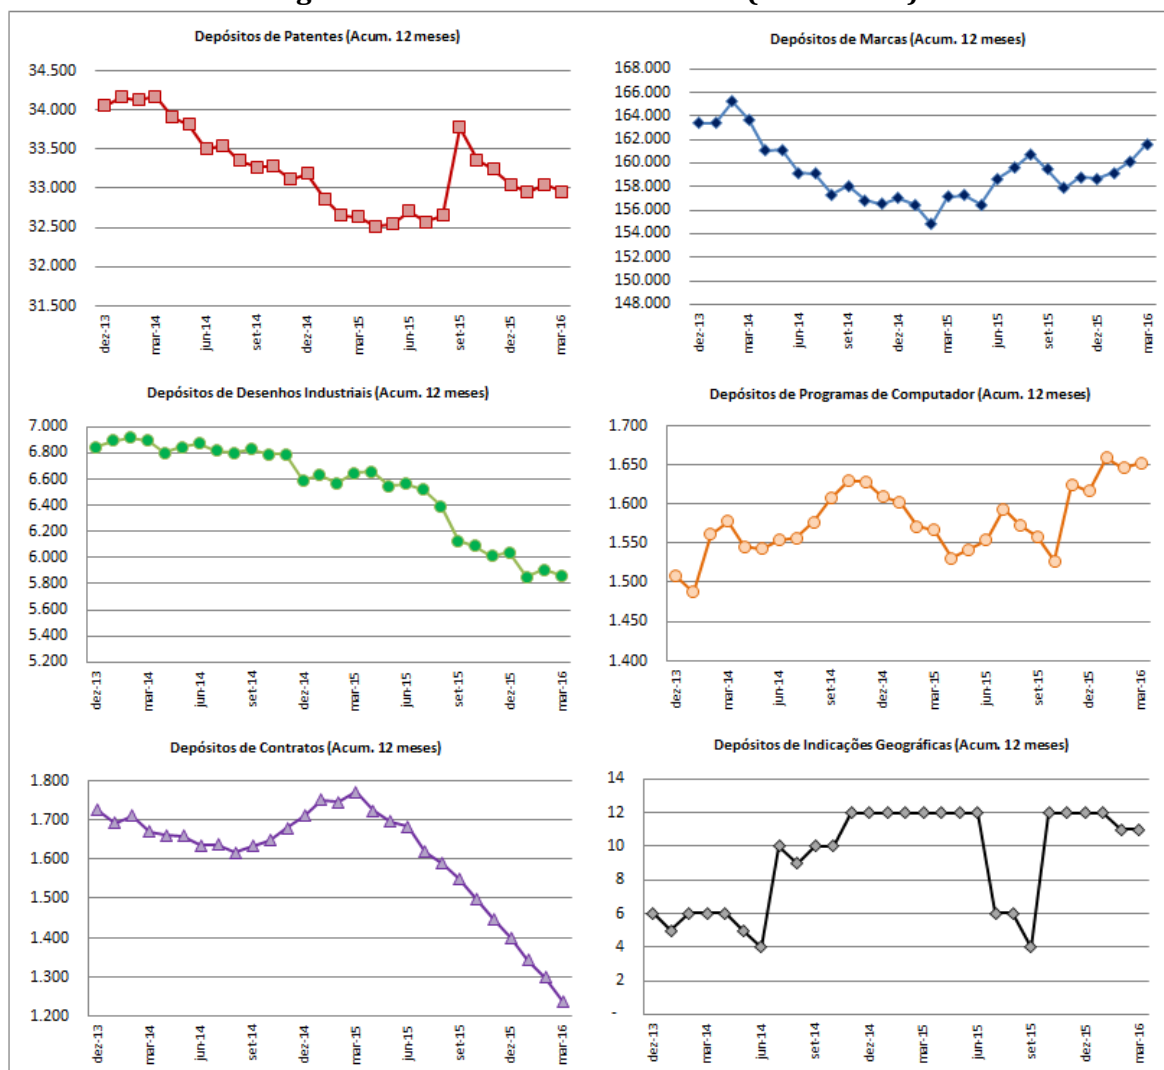 Depósitos de Patentes (Acum. 12 meses)
34.500
34.000
33.500
33.000
32.500
32.000
31.500
dez-13
mar-14
jun-14
set-14
dez-14
mar-15
jun-15
set-15
dez-15
mar-16
Depósitos de Marcas (Acum. 12 meses)
168.000
166.000
164.000
162.000
160.000
158.000
156.000
154.000
152.000
150.000
148.000
dez-13
mar-14
jun-14
set-14
dez-14
mar-15
jun-15
set-15
dez-15
mar-16
Depósitos de Desenhos Industriais (Acum. 12 meses)
7.000
6.800
6.600
6.400
6.200
6.000
5.800
5.600
5.400
5.200
dez-13
mar-14
jun-14
set-14
dez-14
mar-15
jun-15
set-15
dez-15
mar-16
Depósitos de Programas de Computador (Acum. 12 meses)
1.700
1.650
1.600
1.550
1.500
1.450
1.400
dez-13
mar-14
jun-14
set-14
dez-14
mar-15
jun-15
set-15
dez-15
mar-16
Depósitos de Contratos (Acum. 12 meses)
1.800
1.700
1.600
1.500
1.400
1.300
1.200
dez-13
mar-14
jun-14
set-14
dez-14
mar-15
jun-15
set-15
dez-15
mar-16
Depósitos de Indicações Geográficas (Acum. 12 meses)
14
12
10
8
6
4
2
-
dez-13
mar-14
jun-14
set-14
dez-14
mar-15
jun-15
set-15
dez-15
mar-16